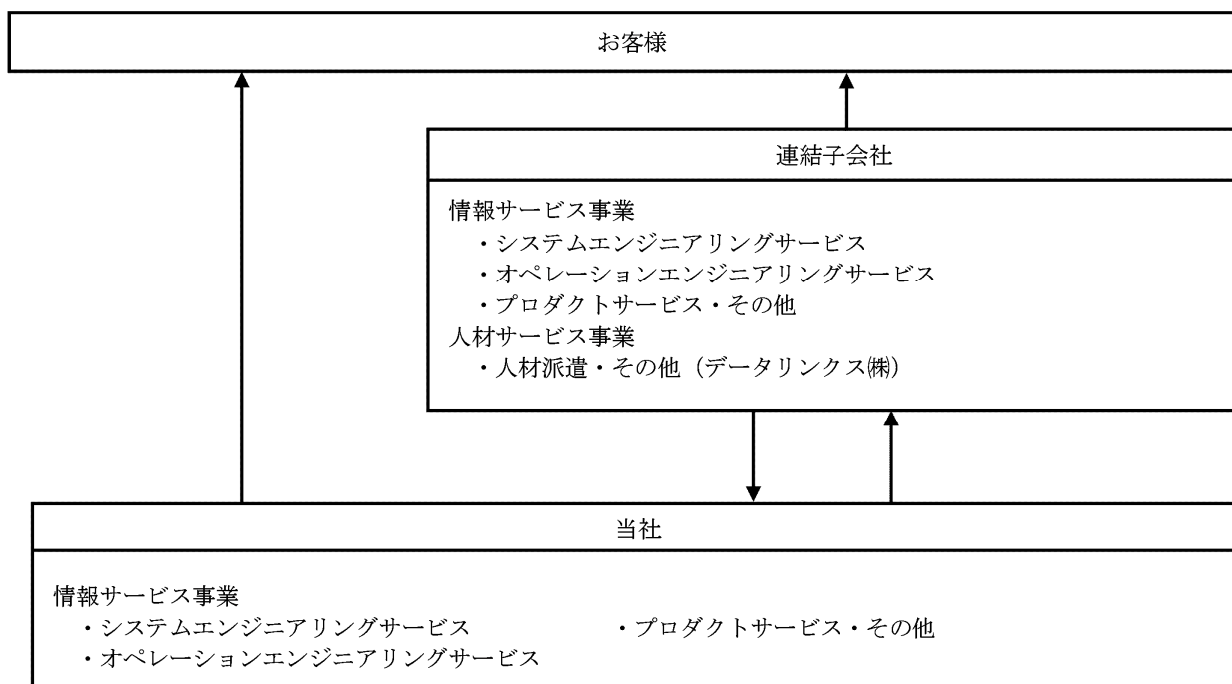 お客様
連結子会社
情報サービス事業
・システムエンジニアリングサービス
・オペレーションエンジニアリングサービス
・プロダクトサービス・その他
人材サービス事業
・人材派遣・その他（データリンクス㈱）
当社
情報サービス事業
・システムエンジニアリングサービス ・プロダクトサービス・その他
・オペレーションエンジニアリングサービス